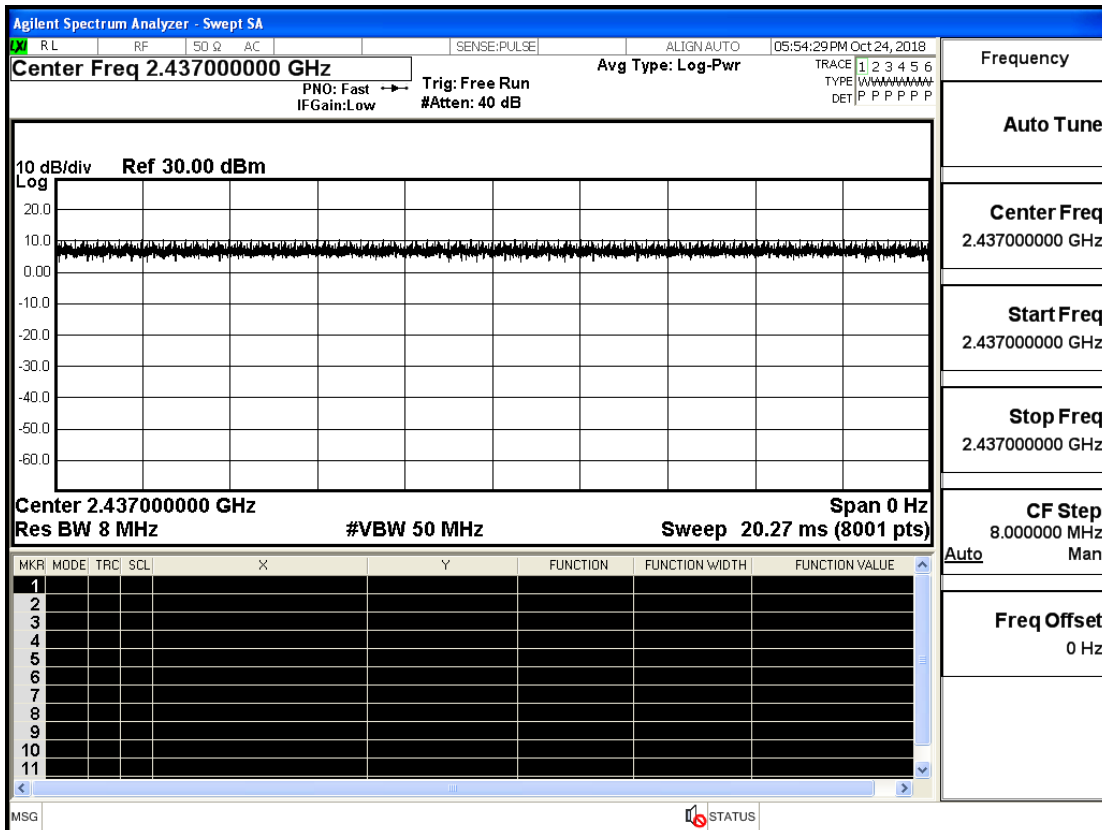 Agilent Spectrum Analyzer - Swept SA
LXI RL RF 50 Ω AC SENSE:PULSE ALIGN AUTO 05:54:29 PM Oct 24, 2018
Center Freq 2.437000000 GHz
PNO: Fast
IFGain:Low
Trig: Free Run
#Atten: 40 dB
Avg Type: Log-Pwr
TRACE 1 2 3 4 5 6
TYPE WWWWWW
DET P P P P P P
10 dB/div Ref 30.00 dBm
Log
20.0
10.0
0.00
-10.0
-20.0
-30.0
-40.0
-50.0
-60.0
Center 2.437000000 GHz Span 0 Hz
Res BW 8 MHz #VBW 50 MHz Sweep 20.27 ms (8001 pts)
MKR MODE TRC SCL X Y FUNCTION FUNCTION WIDTH FUNCTION VALUE
1
2
3
4
5
6
7
8
9
10
11
MSG STATUS
Frequency
Auto Tune
Center Freq
2.437000000 GHz
Start Freq
2.437000000 GHz
Stop Freq
2.437000000 GHz
CF Step
8.000000 MHz
Auto Man
Freq Offset
0 Hz